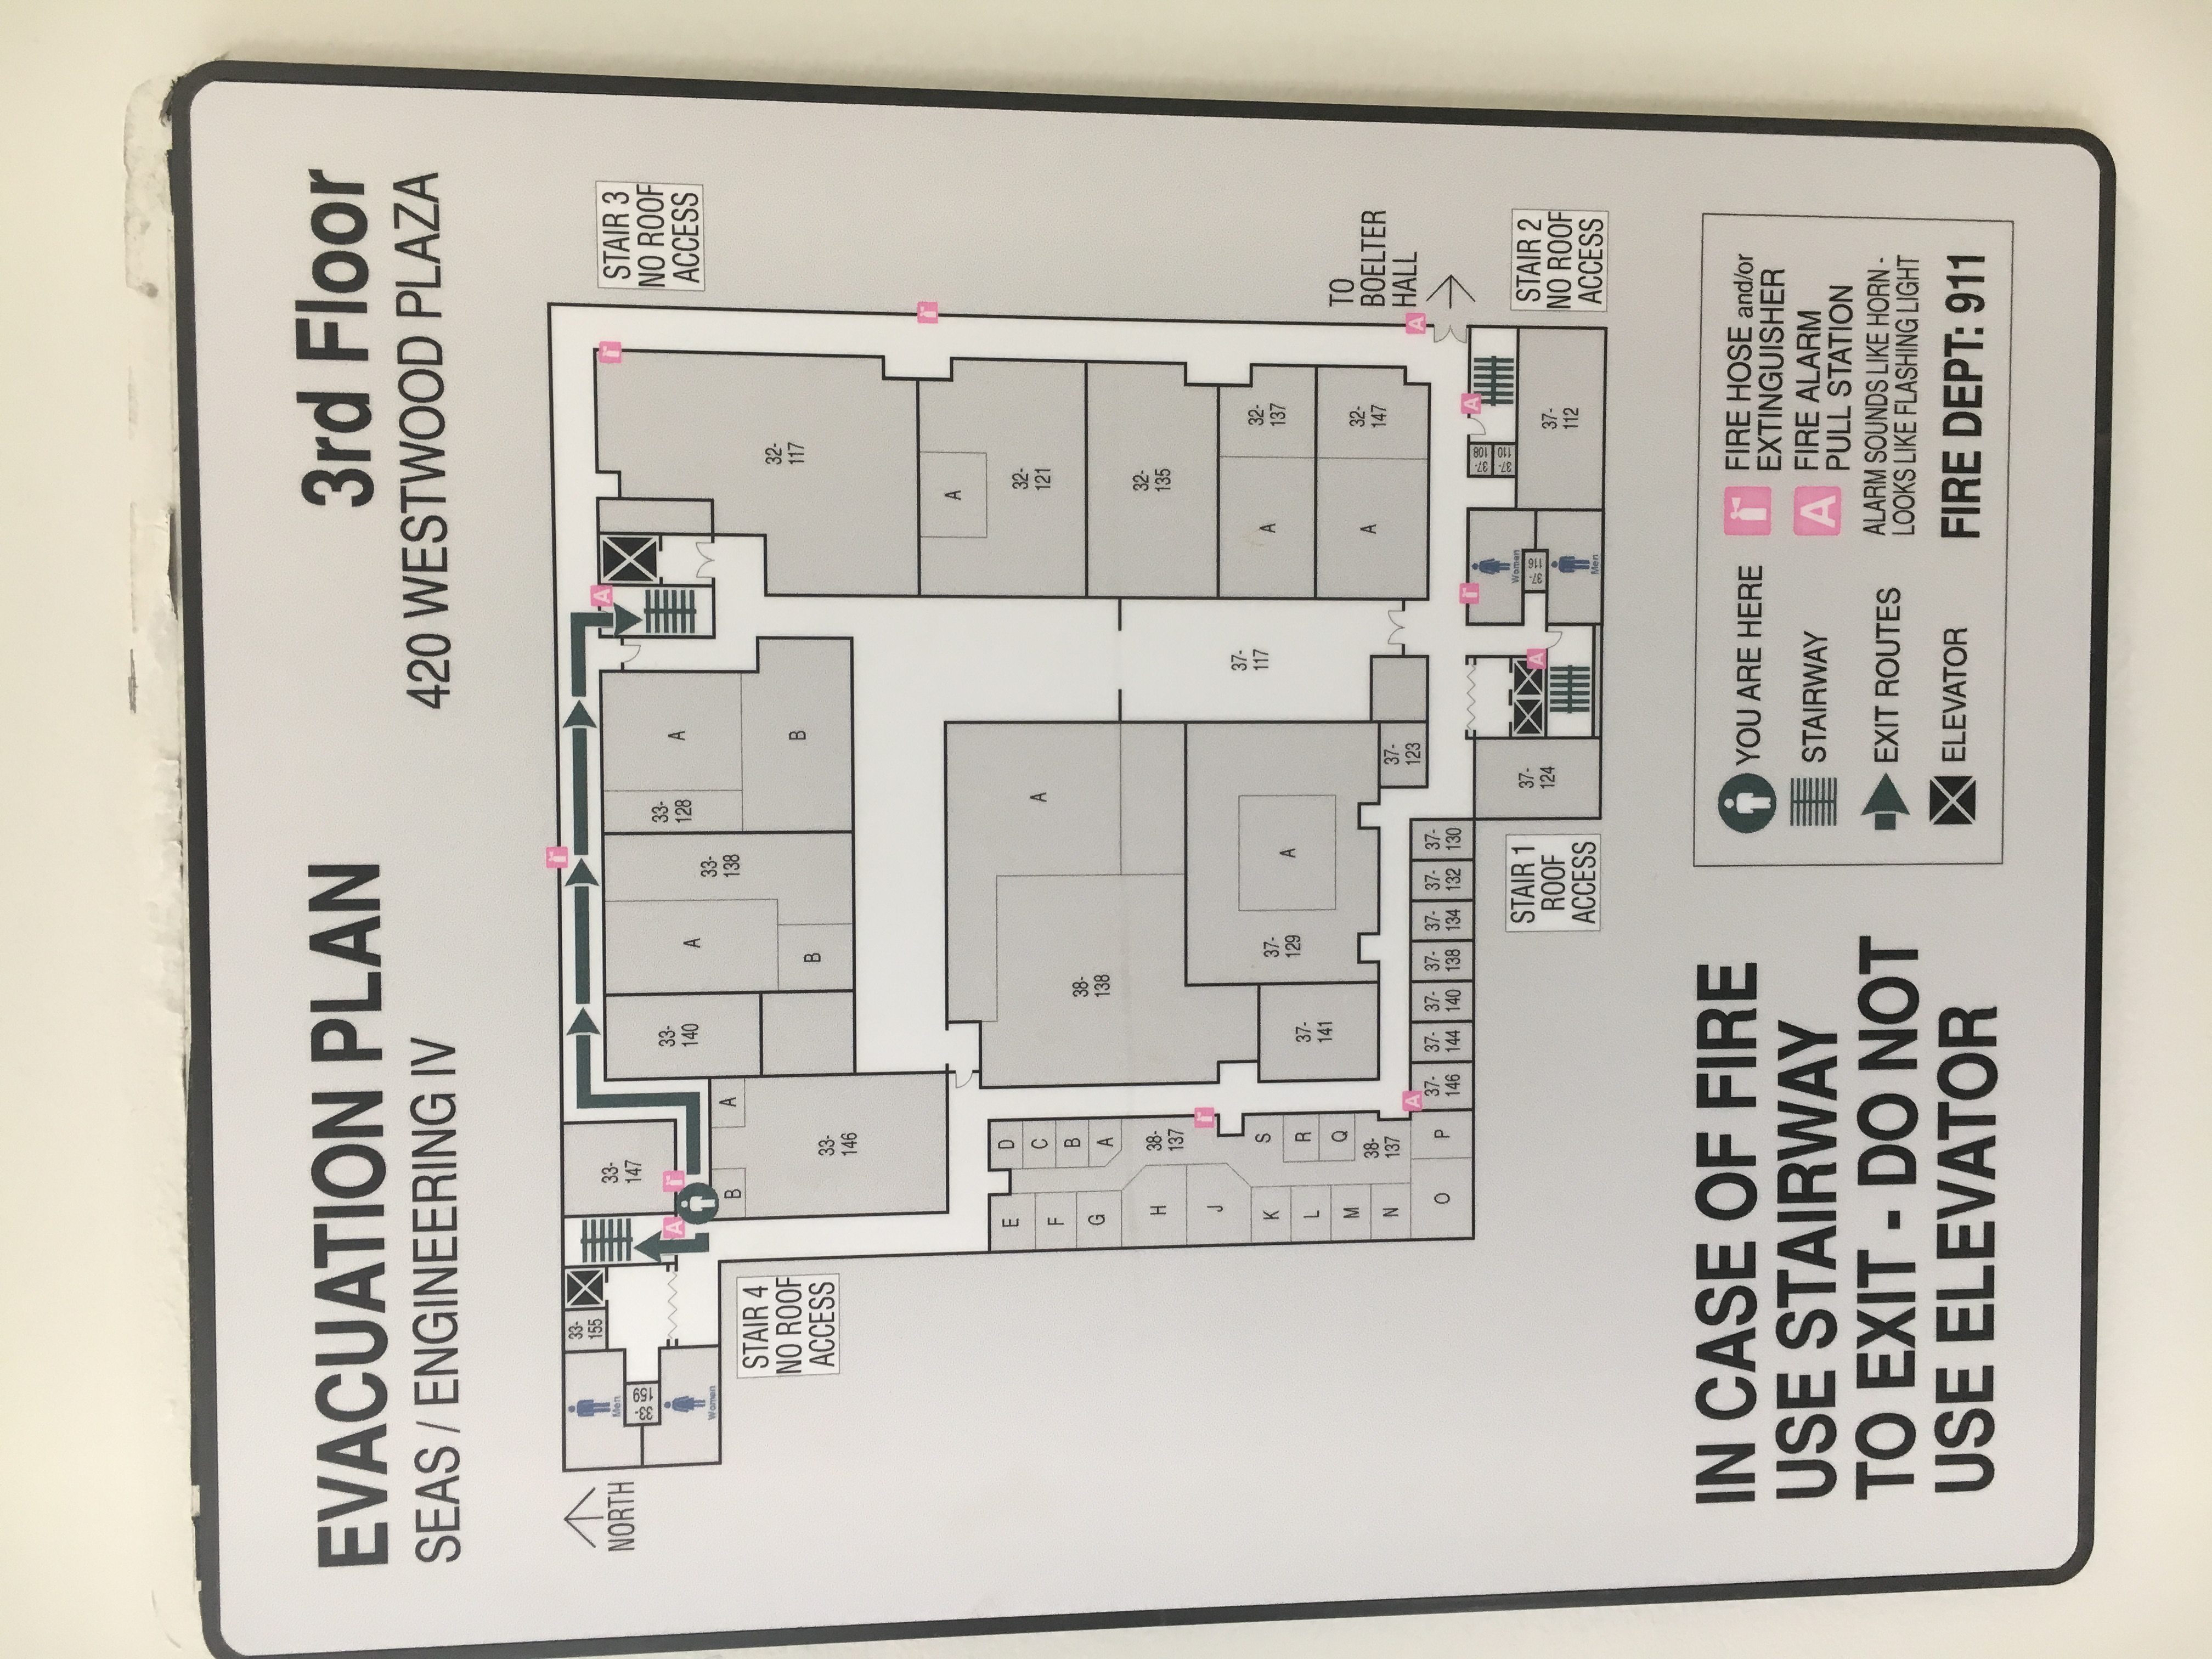 EVACUATION PLAN
SEAS / ENGINEERING IV
3rd Floor
420 WESTWOOD PLAZA
NORTH
Men
33-
155
33-
159
Women
33-
147
A
STAIR 4
NO ROOF
ACCESS
B
A
33-
146
33-
140
A
33-
138
B
33-
128
A
B
A
STAIR 3
NO ROOF
ACCESS
32-
117
A
32-
121
32-
135
A
32-
137
A
32-
147
E
F
G
H
J
K
L
M
N
O
P
D
C
B
A
38-
137
S
R
Q
38-
137
38-
138
A
37-
129
A
37-
141
37-
117
37-
123
A
37-
146
37-
144
37-
140
37-
138
37-
134
37-
132
37-
130
TO
BOELTER
HALL
A
STAIR 1
ROOF
ACCESS
37-
124
A
Women
37-
116
Men
37-
108
37-
110
A
37-
112
STAIR 2
NO ROOF
ACCESS
IN CASE OF FIRE
USE STAIRWAY
TO EXIT - DO NOT
USE ELEVATOR
YOU ARE HERE
STAIRWAY
EXIT ROUTES
ELEVATOR
FIRE HOSE and/or
EXTINGUISHER
A
FIRE ALARM
PULL STATION
ALARM SOUNDS LIKE HORN -
LOOKS LIKE FLASHING LIGHT
FIRE DEPT: 911